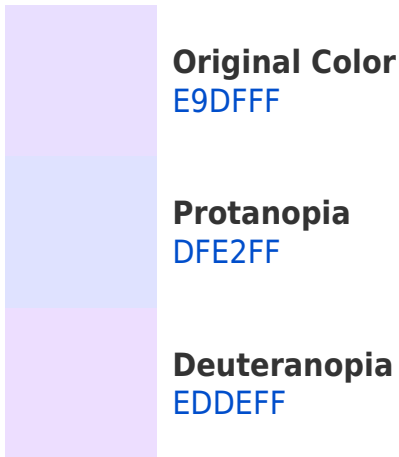 Original Color
E9DFFF
Protanopia
DFE2FF
Deuteranopia
EDDEFF